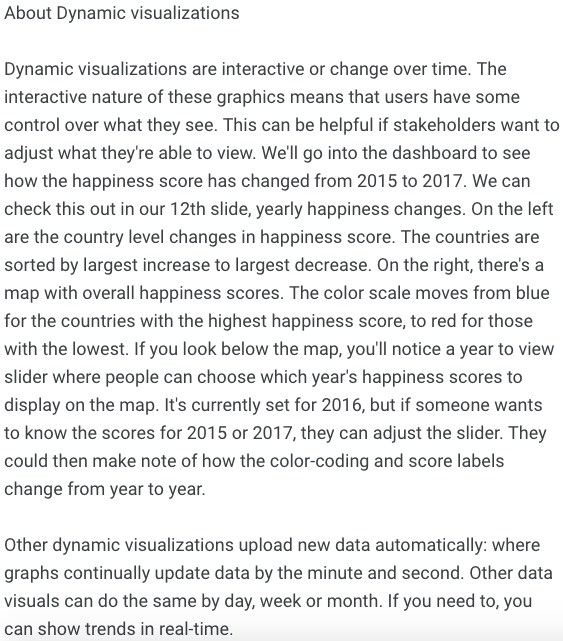 About Dynamic visualizations
Dynamic visualizations are interactive or change over time. The
interactive nature of these graphics means that users have some
control over what they see. This can be helpful if stakeholders want to
adjust what they're able to view. We'll go into the dashboard to see
how the happiness score has changed from 2015 to 2017. We can
check this out in our 12th slide, yearly happiness changes. On the left
are the country level changes in happiness score. The countries are
sorted by largest increase to largest decrease. On the right, there's a
map with overall happiness scores. The color scale moves from blue
for the countries with the highest happiness score, to red for those
with the lowest. If you look below the map, you'll notice a year to view
slider where people can choose which year's happiness scores to
display on the map. It's currently set for 2016, but if someone wants
to know the scores for 2015 or 2017, they can adjust the slider. They
could then make note of how the color-coding and score labels
change from year to year.
Other dynamic visualizations upload new data automatically: where
graphs continually update data by the minute and second. Other data
visuals can do the same by day, week or month. If you need to, you
can show trends in real-time.